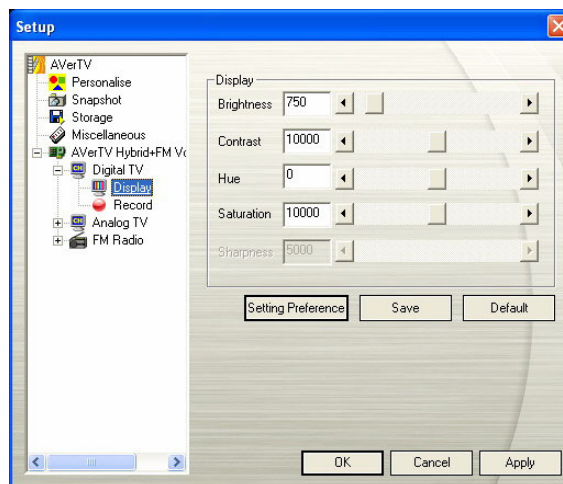 Setup
AVerTV
Personalise
Snapshot
Storage
Miscellaneous
AVerTV Hybrid+FM Vo
Digital TV
Display
Record
Analog TV
FM Radio
Display
Brightness 750
Contrast 10000
Hue 0
Saturation 10000
Sharpness 5000
Setting Preference Save Default
OK Cancel Apply